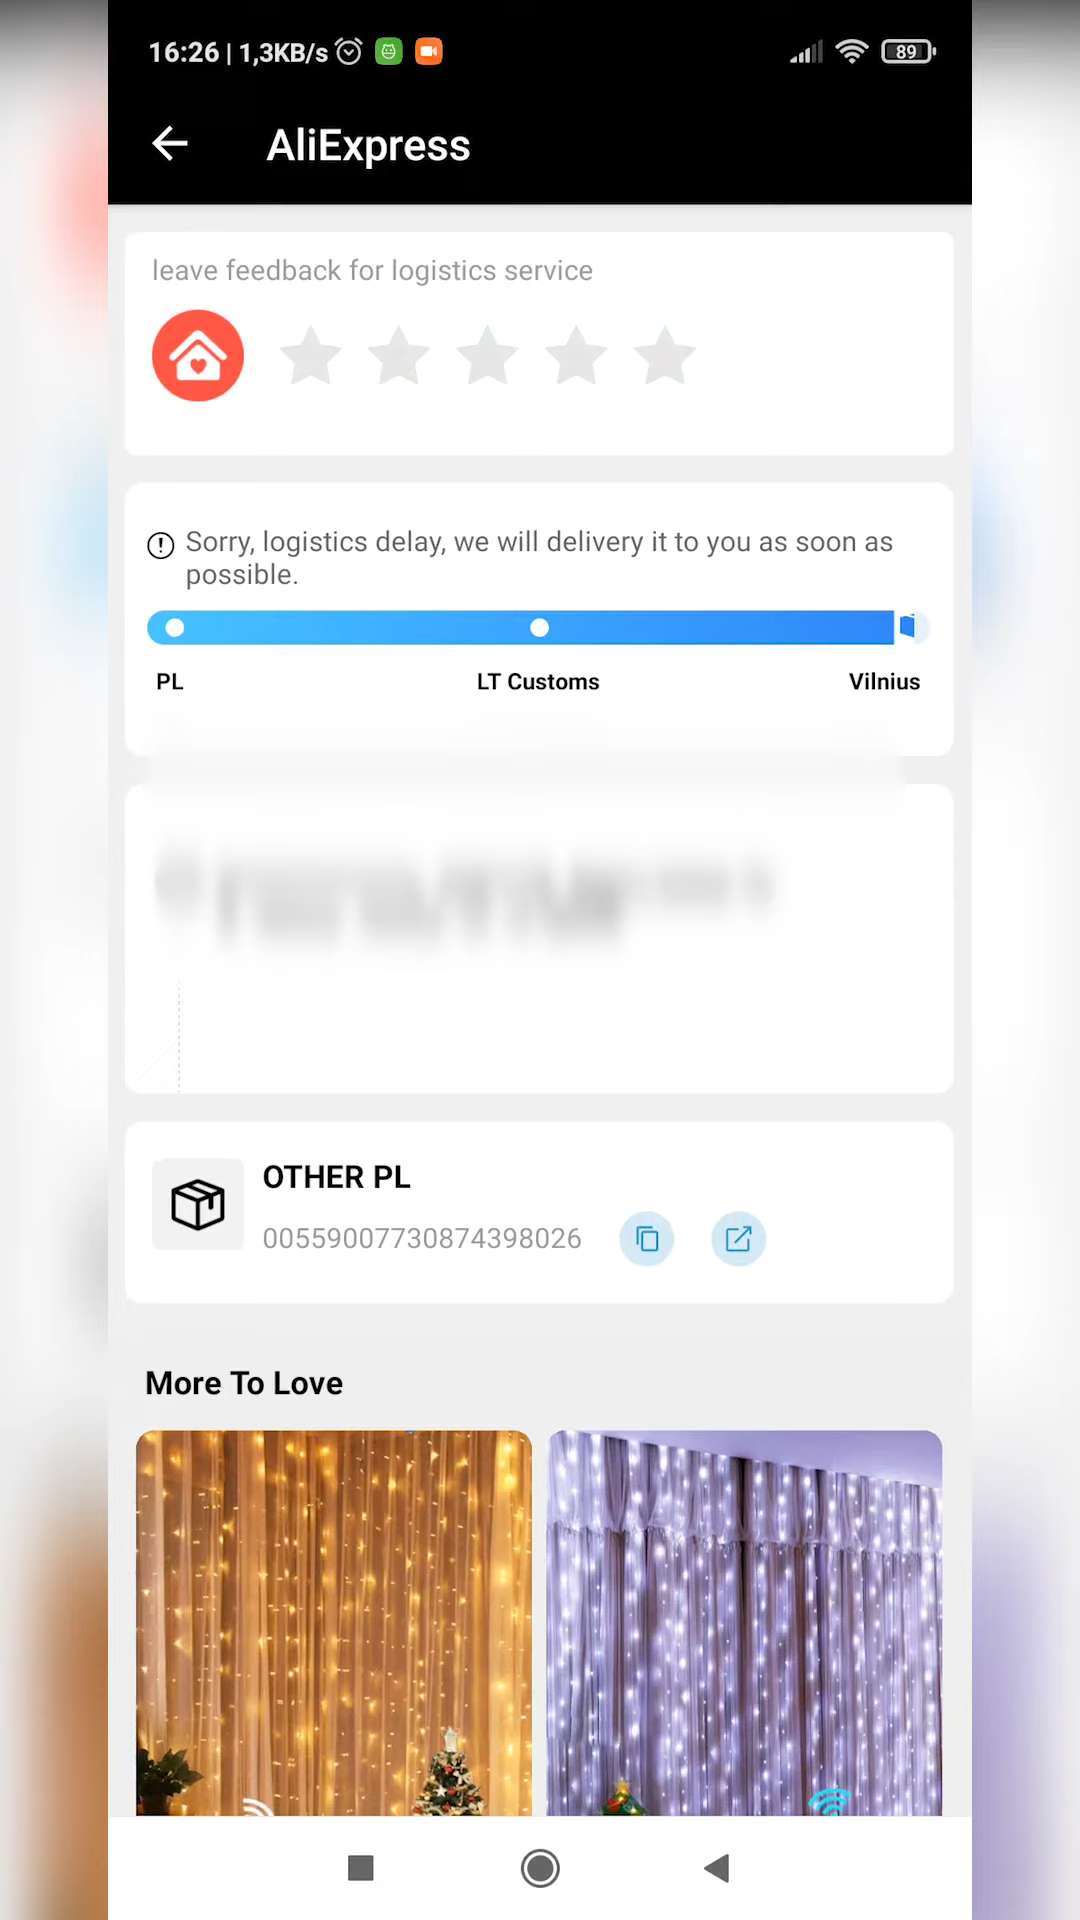 16:26 | 1,3KB/s 89
AliExpress
leave feedback for logistics service
Sorry, logistics delay, we will delivery it to you as soon as
possible.
PL LT Customs Vilnius
OTHER PL
00559007730874398026
More To Love